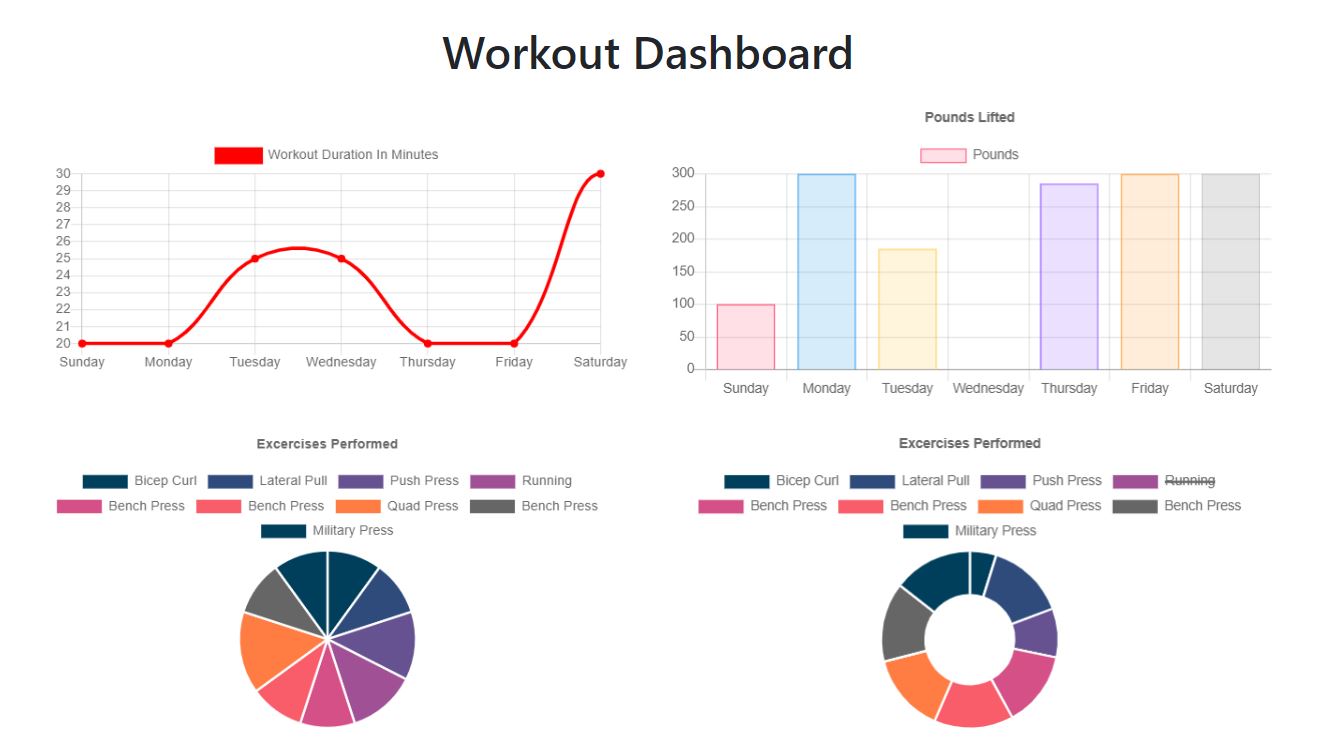 Workout Dashboard
Workout Duration In Minutes
30
29
28
27
26
25
24
23
22
21
20
Sunday Monday Tuesday Wednesday Thursday Friday Saturday
Pounds Lifted
Pounds
300
250
200
150
100
50
0
Sunday Monday Tuesday Wednesday Thursday Friday Saturday
Excercises Performed
Bicep Curl Lateral Pull Push Press Running
Bench Press Bench Press Quad Press Bench Press
Military Press
Excercises Performed
Bicep Curl Lateral Pull Push Press Running
Bench Press Bench Press Quad Press Bench Press
Military Press